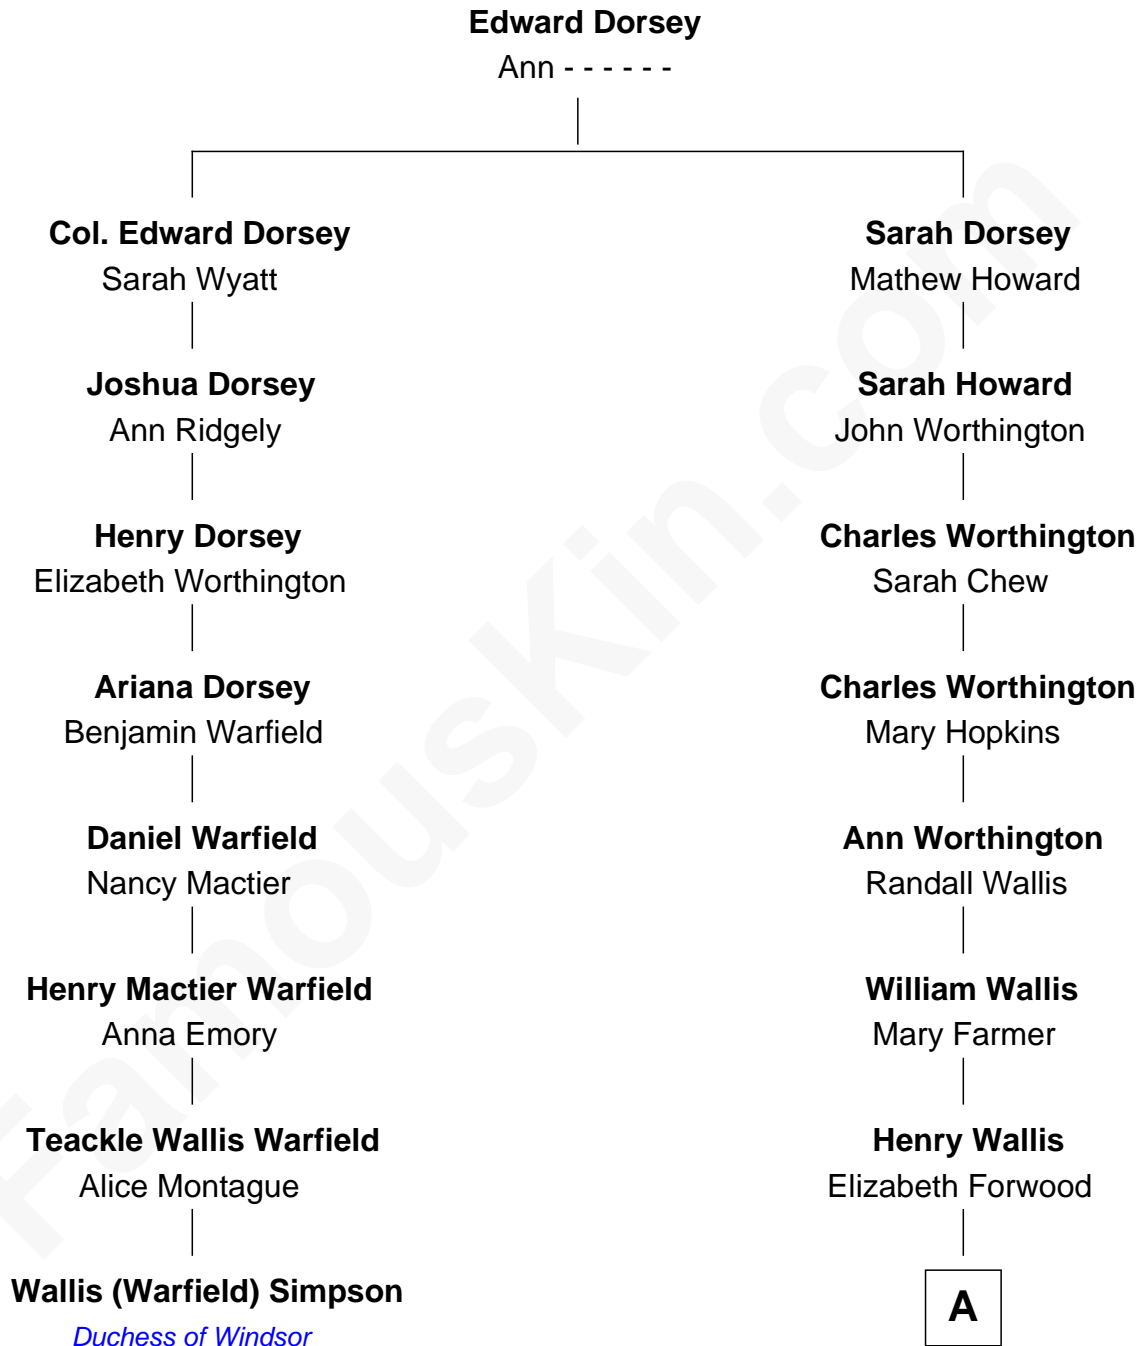 Edward Dorsey
Ann - - - - - -
Col. Edward Dorsey
Sarah Wyatt
Sarah Dorsey
Mathew Howard
Joshua Dorsey
Ann Ridgely
Sarah Howard
John Worthington
Henry Dorsey
Elizabeth Worthington
Charles Worthington
Sarah Chew
Ariana Dorsey
Benjamin Warfield
Charles Worthington
Mary Hopkins
Daniel Warfield
Nancy Mactier
Ann Worthington
Randall Wallis
Henry Mactier Warfield
Anna Emory
William Wallis
Mary Farmer
Teackle Wallis Warfield
Alice Montague
Henry Wallis
Elizabeth Forwood
Wallis (Warfield) Simpson
Duchess of Windsor
A
FamousKin.com